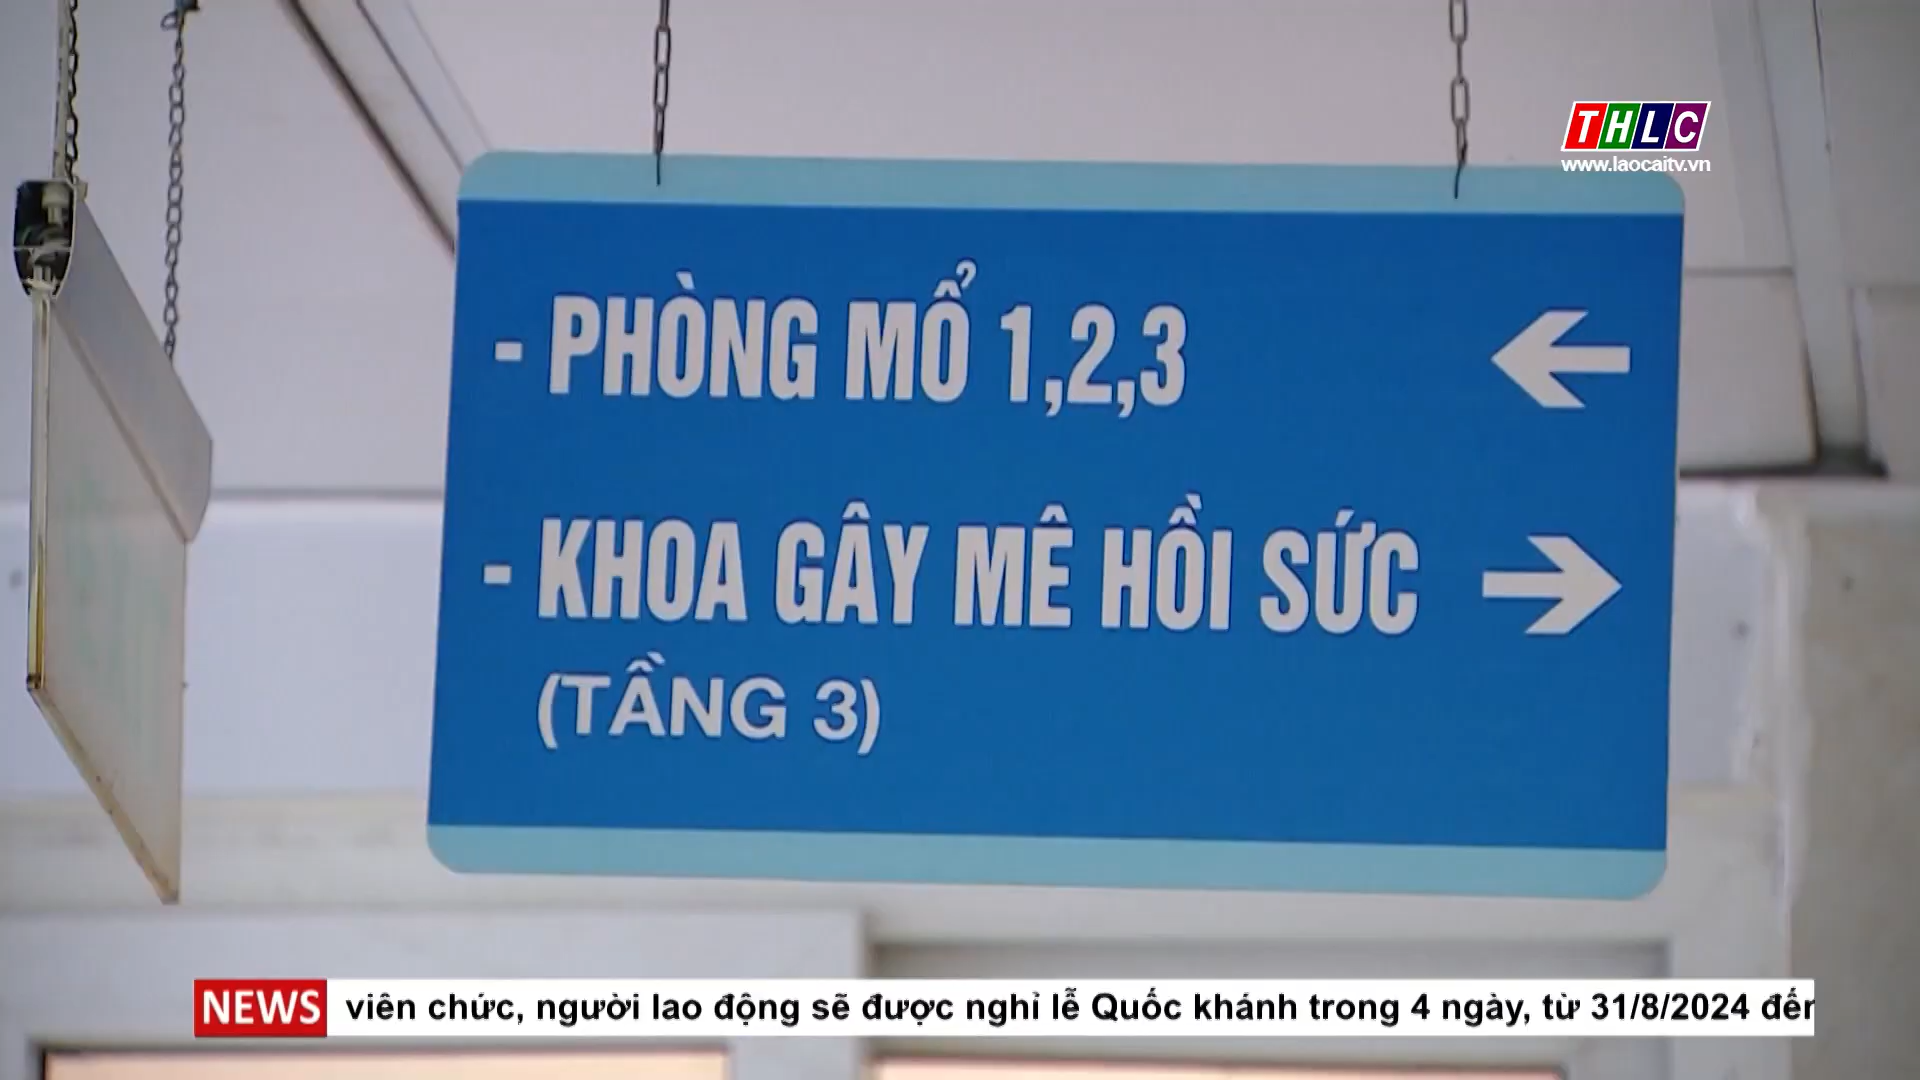 THLC
www.laocaitv.vn
- PHÒNG MỔ 1,2,3
- KHOA GÂY MÊ HỒI SỨC
(TẦNG 3)
NEWS viên chức, người lao động sẽ được nghỉ lễ Quốc khánh trong 4 ngày, từ 31/8/2024